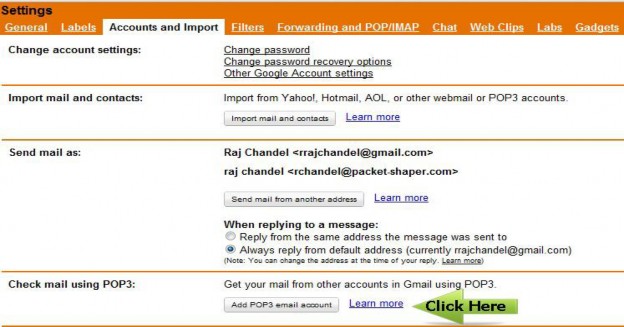 Settings
General Labels Accounts and Import Filters Forwarding and POP/IMAP Chat Web Clips Labs Gadgets
Change account settings: Change password
Change password recovery options
Other Google Account settings
Import mail and contacts: Import from Yahoo!, Hotmail, AOL, or other webmail or POP3 accounts.
Import mail and contacts Learn more
Send mail as: Raj Chandel <rrajchandel@gmail.com>
raj chandel <rchandel@packet-shaper.com>
Send mail from another address Learn more
When replying to a message:
Reply from the same address the message was sent to
Always reply from default address (currently rrajchandel@gmail.com)
(Note: You can change the address at the time of your reply. Learn more)
Check mail using POP3: Get your mail from other accounts in Gmail using POP3.
Add POP3 email account Learn more Click Here